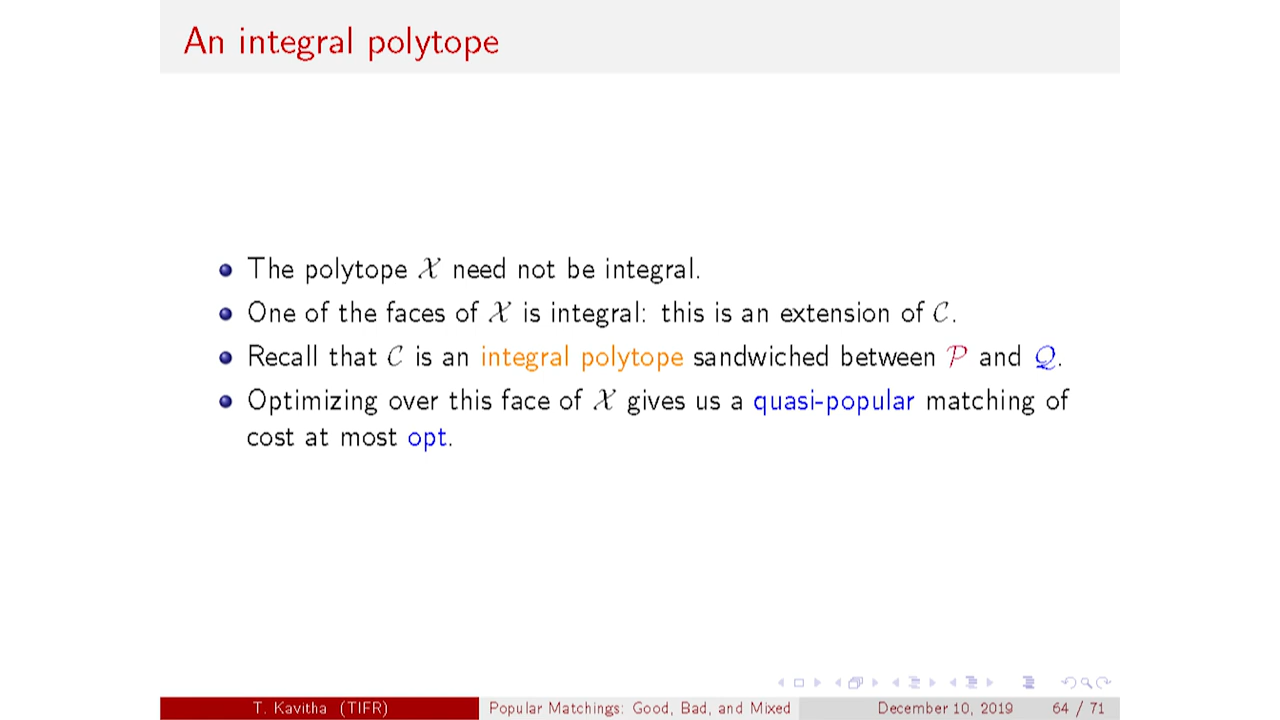 An integral polytope
The polytope 𝒳 need not be integral.
One of the faces of 𝒳 is integral: this is an extension of 𝒞.
Recall that 𝒞 is an integral polytope sandwiched between 𝒫 and 𝒬.
Optimizing over this face of 𝒳 gives us a quasi-popular matching of
cost at most opt.
T. Kavitha (TIFR)
Popular Matchings: Good, Bad, and Mixed
December 10, 2019
64 / 71